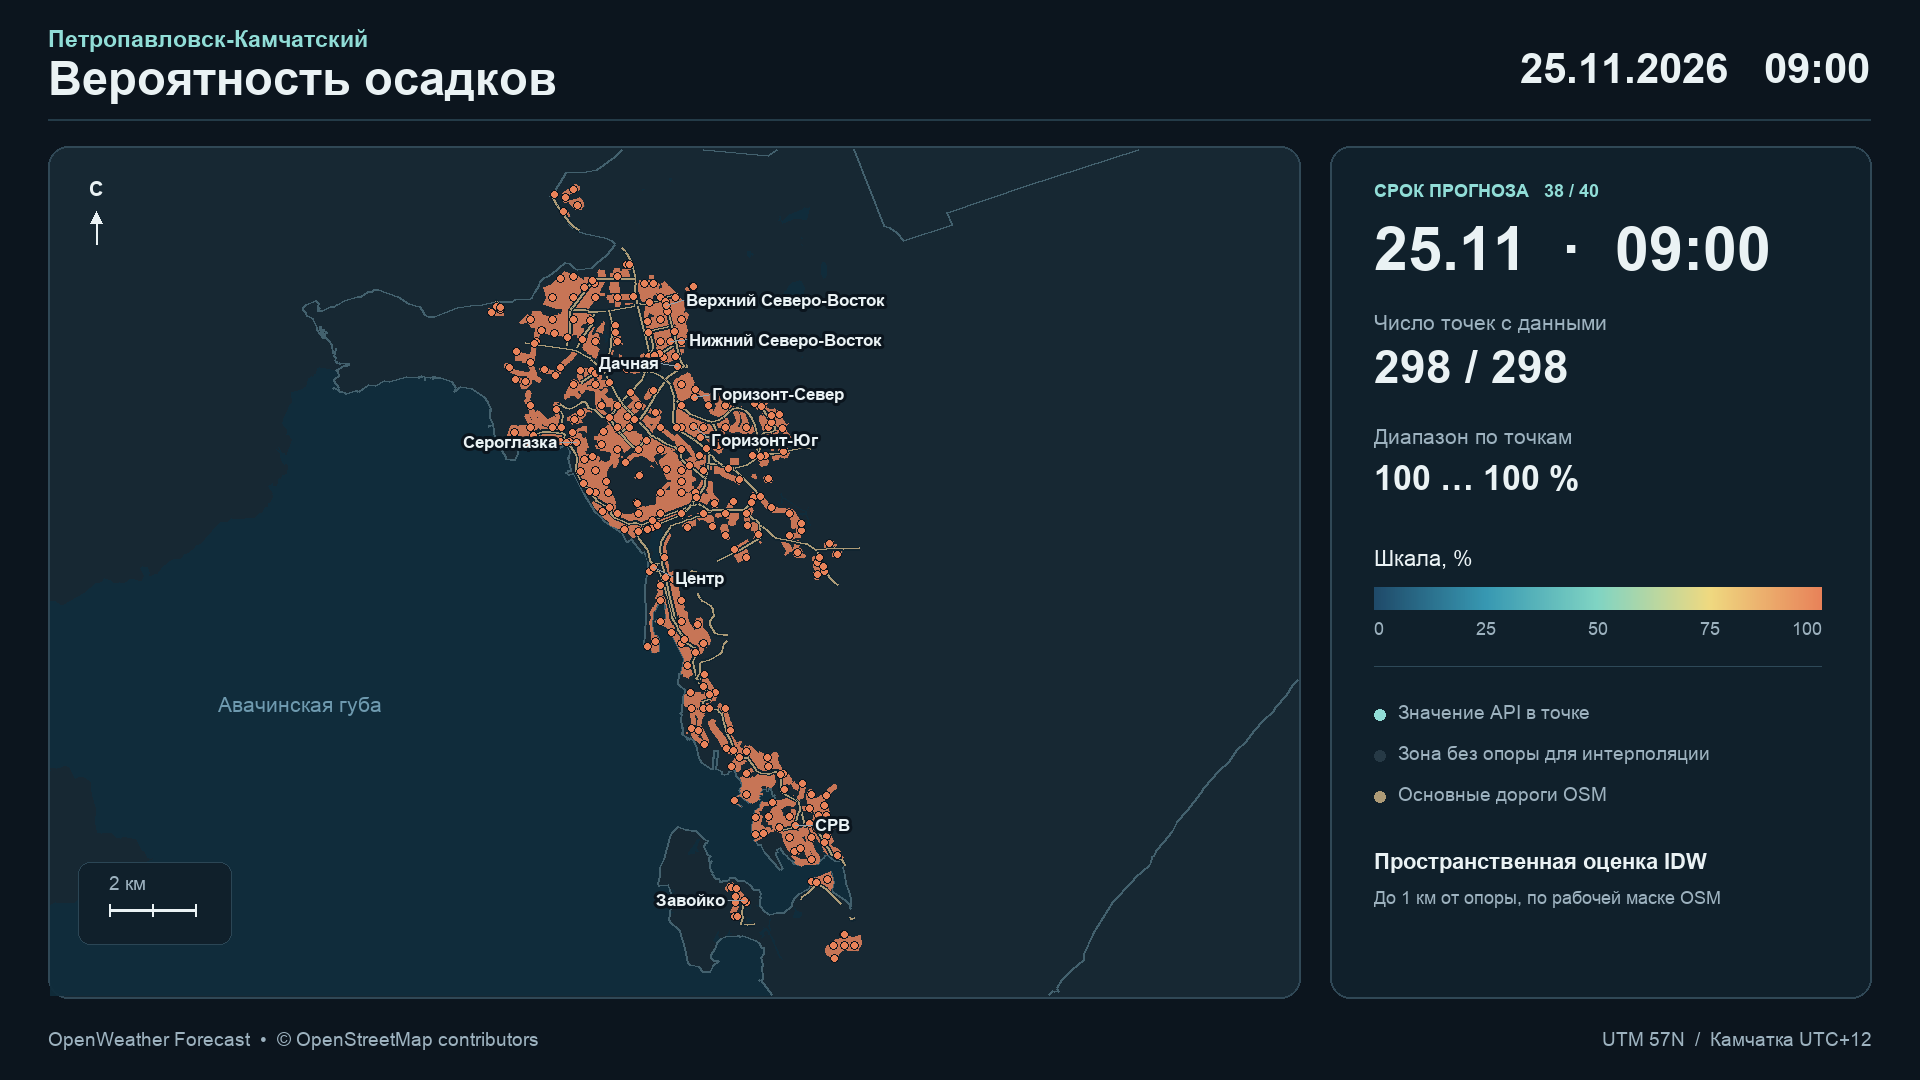 Петропавловск-Камчатский
Вероятность осадков
25.11.2026 09:00
С
Верхний Северо-Восток
Нижний Северо-Восток
Дачная
Горизонт-Север
Горизонт-Юг
Сероглазка
Центр
Авачинская губа
СРВ
Завойко
2 км
СРОК ПРОГНОЗА 38 / 40
25.11 · 09:00
Число точек с данными
298 / 298
Диапазон по точкам
100 … 100 %
Шкала, %
0 25 50 75 100
Значение API в точке
Зона без опоры для интерполяции
Основные дороги OSM
Пространственная оценка IDW
До 1 км от опоры, по рабочей маске OSM
OpenWeather Forecast • © OpenStreetMap contributors
UTM 57N / Камчатка UTC+12